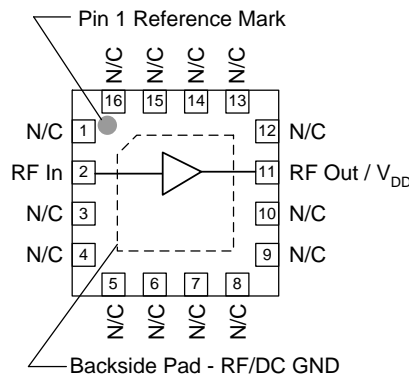 Pin 1 Reference Mark
N/C N/C N/C N/C
16 15 14 13
N/C 1 12 N/C
RF In 2 11 RF Out / VDD
N/C 3 10 N/C
N/C 4 9 N/C
5 6 7 8
N/C N/C N/C N/C
Backside Pad - RF/DC GND